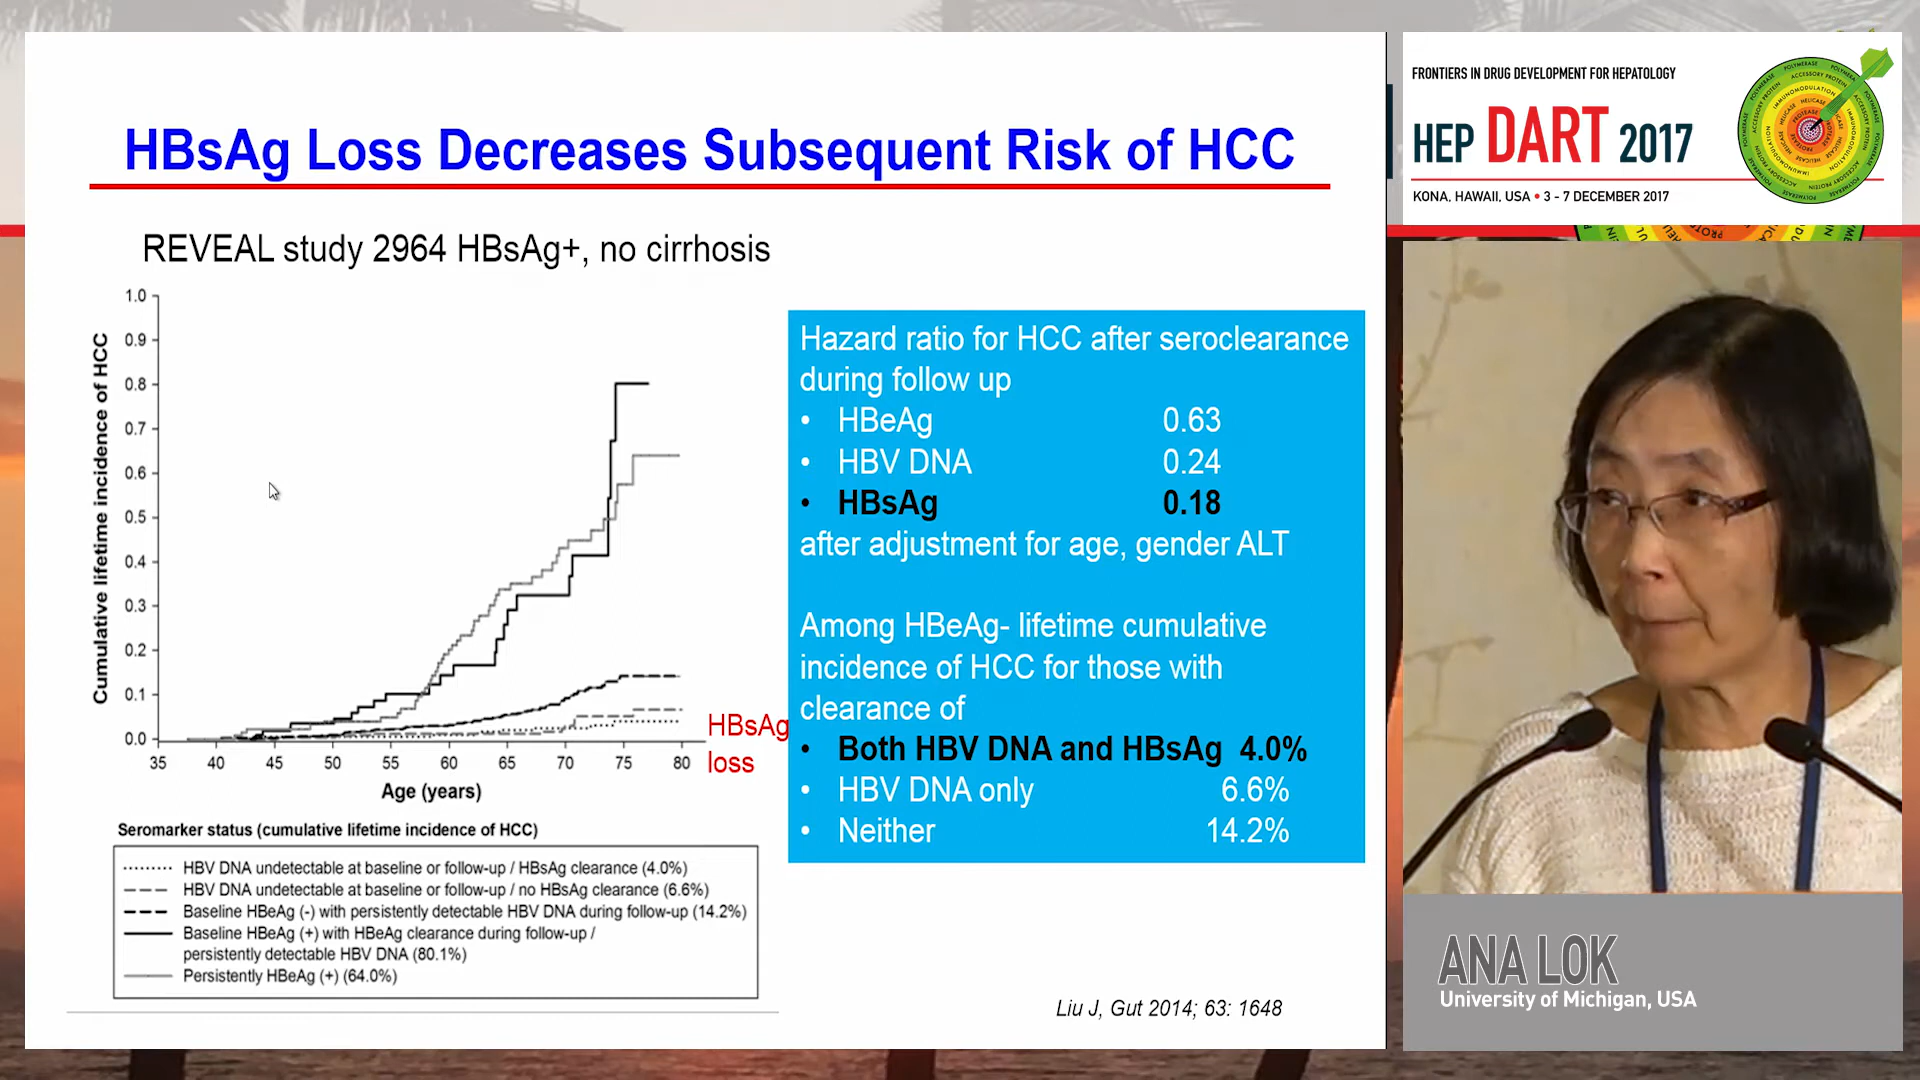 HBsAg Loss Decreases Subsequent Risk of HCC
REVEAL study 2964 HBsAg+, no cirrhosis
Cumulative lifetime incidence of HCC
1.0
0.9
0.8
0.7
0.6
0.5
0.4
0.3
0.2
0.1
0.0
35 40 45 50 55 60 65 70 75 80
Age (years)
HBsAg
loss
Seromarker status (cumulative lifetime incidence of HCC)
HBV DNA undetectable at baseline or follow-up / HBsAg clearance (4.0%)
HBV DNA undetectable at baseline or follow-up / no HBsAg clearance (6.6%)
Baseline HBeAg (-) with persistently detectable HBV DNA during follow-up (14.2%)
Baseline HBeAg (+) with HBeAg clearance during follow-up /
persistently detectable HBV DNA (80.1%)
Persistently HBeAg (+) (64.0%)
Hazard ratio for HCC after seroclearance
during follow up
• HBeAg 0.63
• HBV DNA 0.24
• HBsAg 0.18
after adjustment for age, gender ALT
Among HBeAg- lifetime cumulative
incidence of HCC for those with
clearance of
• Both HBV DNA and HBsAg 4.0%
• HBV DNA only 6.6%
• Neither 14.2%
Liu J, Gut 2014; 63: 1648
FRONTIERS IN DRUG DEVELOPMENT FOR HEPATOLOGY
HEP DART 2017
KONA, HAWAII, USA • 3 - 7 DECEMBER 2017
ANA LOK
University of Michigan, USA